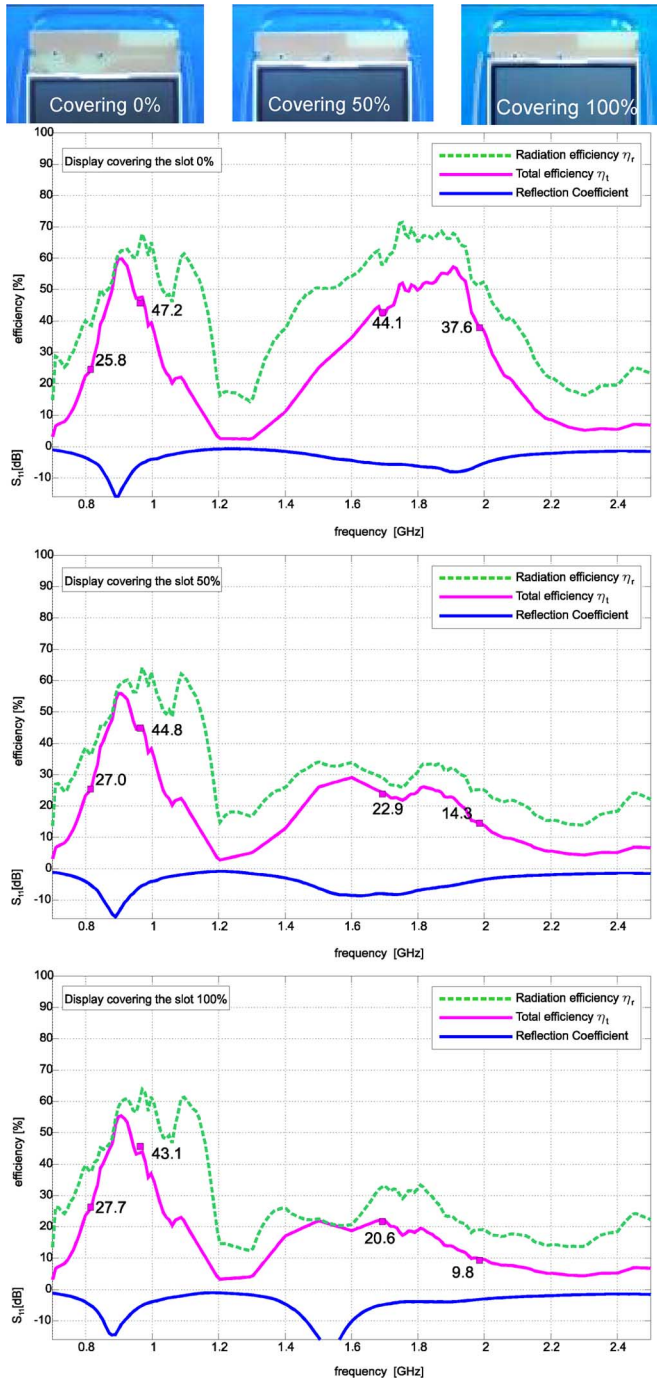 Covering 0%
Covering 50%
Covering 100%
100
90
80
70
60
50
40
30
20
10
0
-10
efficiency [%]
S₁₁[dB]
Display covering the slot 0%
Radiation efficiency ηᵣ
Total efficiency ηₜ
Reflection Coefficient
47.2
25.8
44.1
37.6
0.8 1 1.2 1.4 1.6 1.8 2 2.2 2.4
frequency [GHz]
100
90
80
70
60
50
40
30
20
10
0
-10
efficiency [%]
S₁₁[dB]
Display covering the slot 50%
Radiation efficiency ηᵣ
Total efficiency ηₜ
Reflection Coefficient
44.8
27.0
22.9
14.3
0.8 1 1.2 1.4 1.6 1.8 2 2.2 2.4
frequency [GHz]
100
90
80
70
60
50
40
30
20
10
0
-10
efficiency [%]
S₁₁[dB]
Display covering the slot 100%
Radiation efficiency ηᵣ
Total efficiency ηₜ
Reflection Coefficient
43.1
27.7
20.6
9.8
0.8 1 1.2 1.4 1.6 1.8 2 2.2 2.4
frequency [GHz]